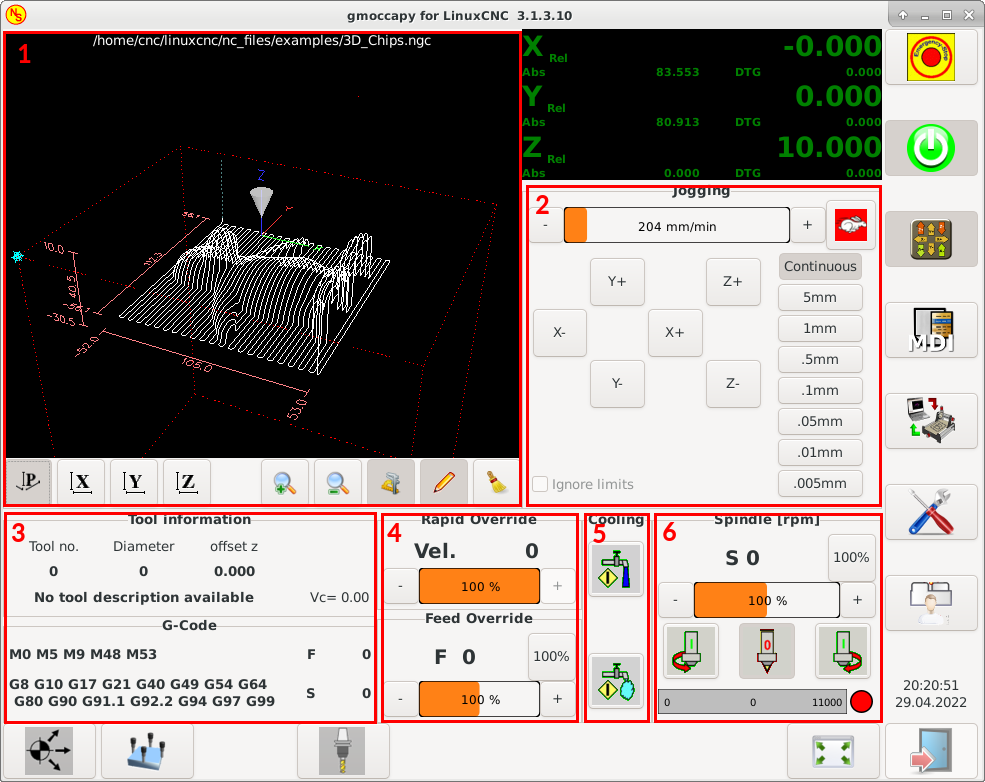 gmoccapy for LinuxCNC 3.1.3.10
1
/home/cnc/linuxcnc/nc_files/examples/3D_Chips.ngc
Z
10.0
40.5
-30.5
-52.0
105.0
53.0
P
X
Y
Z
X Rel -0.000
Abs 83.553 DTG 0.000
Y Rel 0.000
Abs 80.913 DTG 0.000
Z Rel 10.000
Abs 0.000 DTG 0.000
Emergency-Stop
MDI
2
Jogging
- 204 mm/min +
Y+ Z+
X- X+
Y- Z-
Continuous
5mm
1mm
.5mm
.1mm
.05mm
.01mm
.005mm
Ignore limits
3
Tool information
Tool no. Diameter offset z
0 0 0.000
No tool description available Vc= 0.00
G-Code
M0 M5 M9 M48 M53 F 0
G8 G10 G17 G21 G40 G49 G54 G64
G80 G90 G91.1 G92.2 G94 G97 G99
S 0
4
Rapid Override
Vel. 0
- 100 % +
Feed Override
F 0 100%
- 100 % +
5
Cooling
6
Spindle [rpm]
S 0 100%
- 100 % +
I 0 I
0 0 11000
20:20:51
29.04.2022